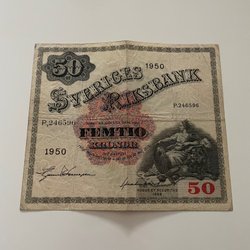 50
1950
SVERIGES
RIKSBANK
P, 246596
P, 246596
FEMTIO
KRONOR
1950
50